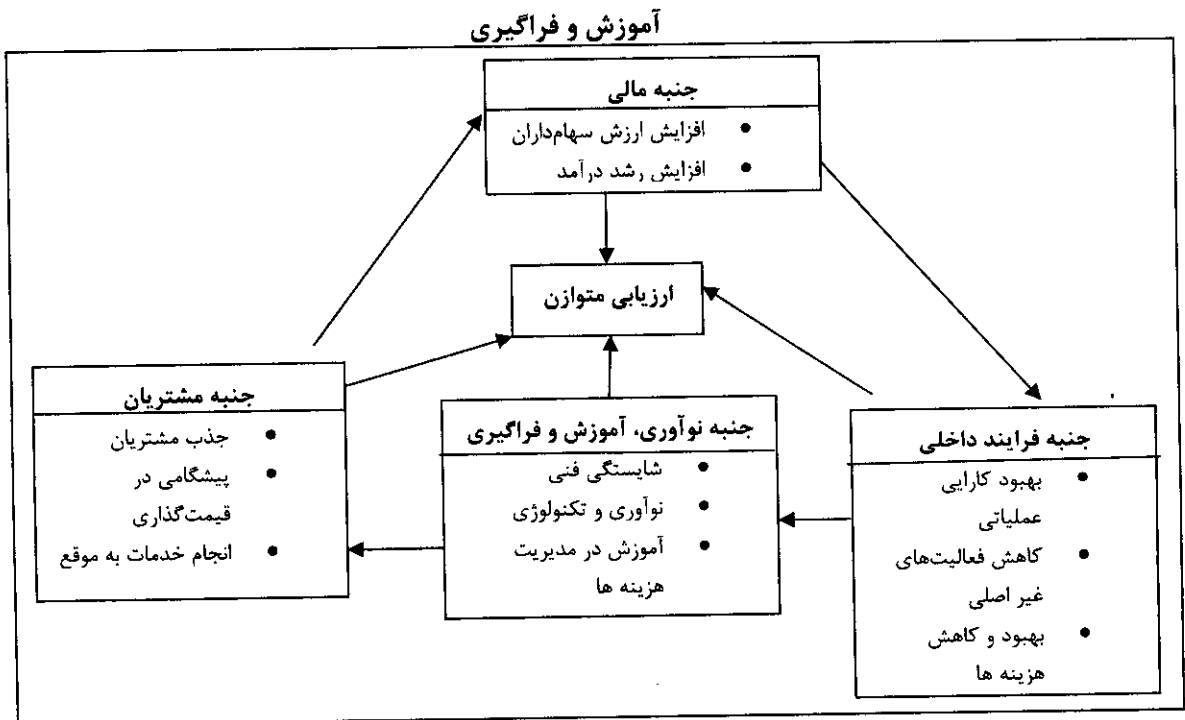 آموزش و فراگیری
جنبه مالی
● افزایش ارزش سهام‌داران
● افزایش رشد درآمد
ارزیابی متوازن
جنبه مشتریان
● جذب مشتریان
● پیشگامی در
قیمت‌گذاری
● انجام خدمات به موقع
جنبه نوآوری، آموزش و فراگیری
● شایستگی فنی
● نوآوری و تکنولوژی
● آموزش در مدیریت
هزینه ها
جنبه فرایند داخلی
● بهبود کارایی
عملیاتی
● کاهش فعالیت‌های
غیر اصلی
● بهبود و کاهش
هزینه ها